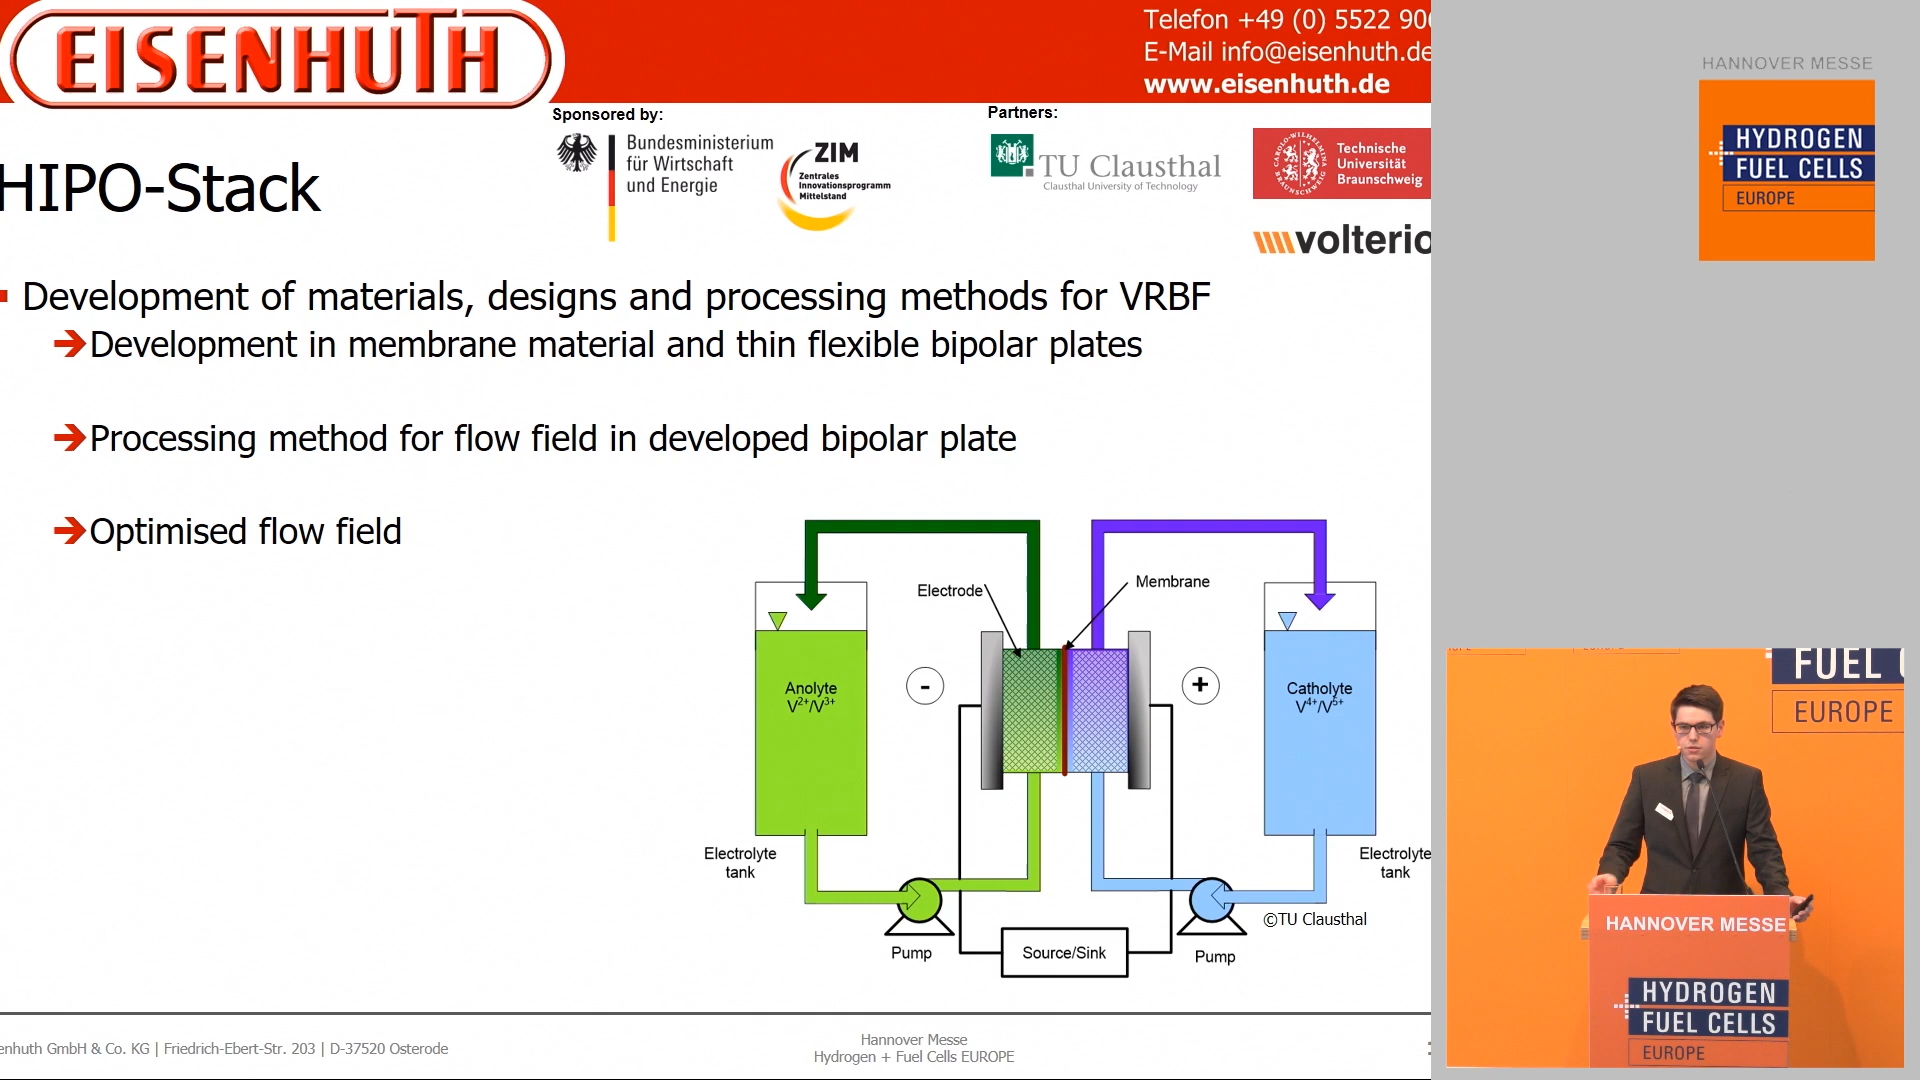 EISENHUTH
Telefon +49 (0) 5522
E-Mail info@eisenhuth.de
www.eisenhuth.de
Sponsored by:
Bundesministerium
für Wirtschaft
und Energie
ZIM
Zentrales
Innovationsprogramm
Mittelstand
Partners:
TU Clausthal
Clausthal University of Technology
CAROLO-WILHELMINA
BRAUNSCHWEIG
Technische
Universität
Braunschweig
volterio
HIPO-Stack
Development of materials, designs and processing methods for VRBF
Development in membrane material and thin flexible bipolar plates
Processing method for flow field in developed bipolar plate
Optimised flow field
Electrode
Membrane
Anolyte
V²⁺/V³⁺
-
+
Catholyte
V⁴⁺/V⁵⁺
Electrolyte
tank
Electrolyte
tank
Pump
Source/Sink
Pump
©TU Clausthal
enhuth GmbH & Co. KG | Friedrich-Ebert-Str. 203 | D-37520 Osterode
Hannover Messe
Hydrogen + Fuel Cells EUROPE
HANNOVER MESSE
HYDROGEN
FUEL CELLS
EUROPE
FUEL C
EUROPE
HANNOVER MESSE
HYDROGEN
FUEL CELLS
EUROPE